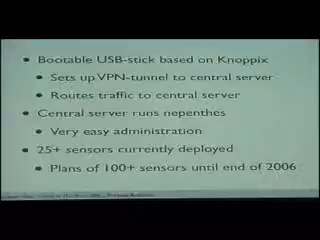 Bootable USB-stick based on Knoppix
Sets up VPN-tunnel to central server
Routes traffic to central server
Central server runs nepenthes
Very easy administration
25+ sensors currently deployed
Plans of 100+ sensors until end of 2006